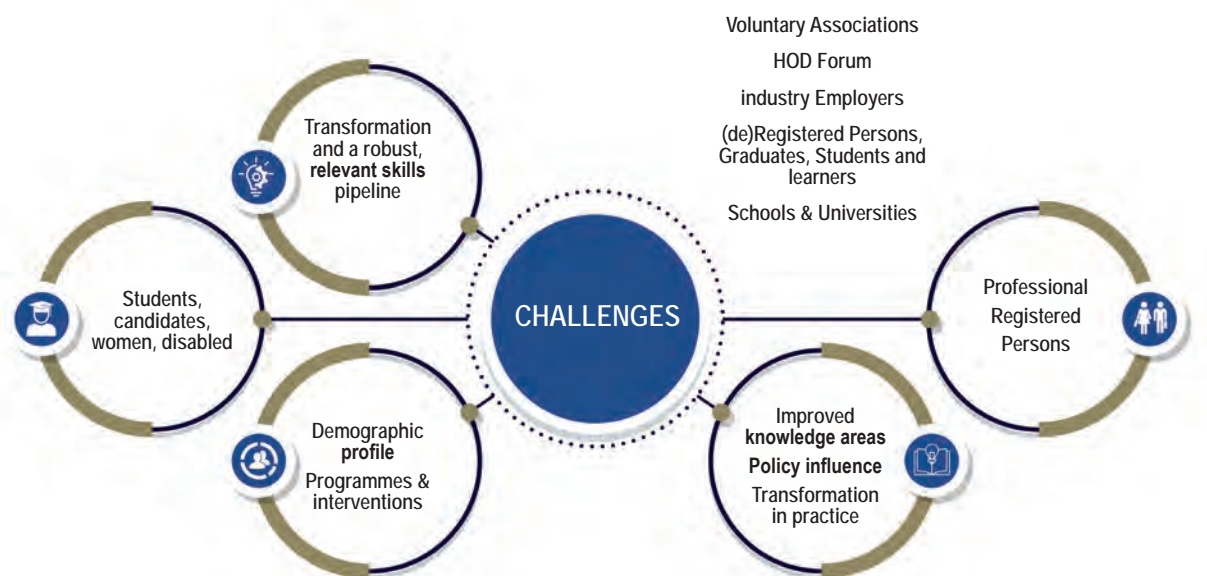 Voluntary Associations
HOD Forum
industry Employers
(de)Registered Persons,
Graduates, Students and
learners
Schools & Universities
Transformation
and a robust,
relevant skills
pipeline
Students,
candidates,
women, disabled
CHALLENGES
Professional
Registered
Persons
Demographic
profile
Programmes &
interventions
Improved
knowledge areas
Policy influence
Transformation
in practice